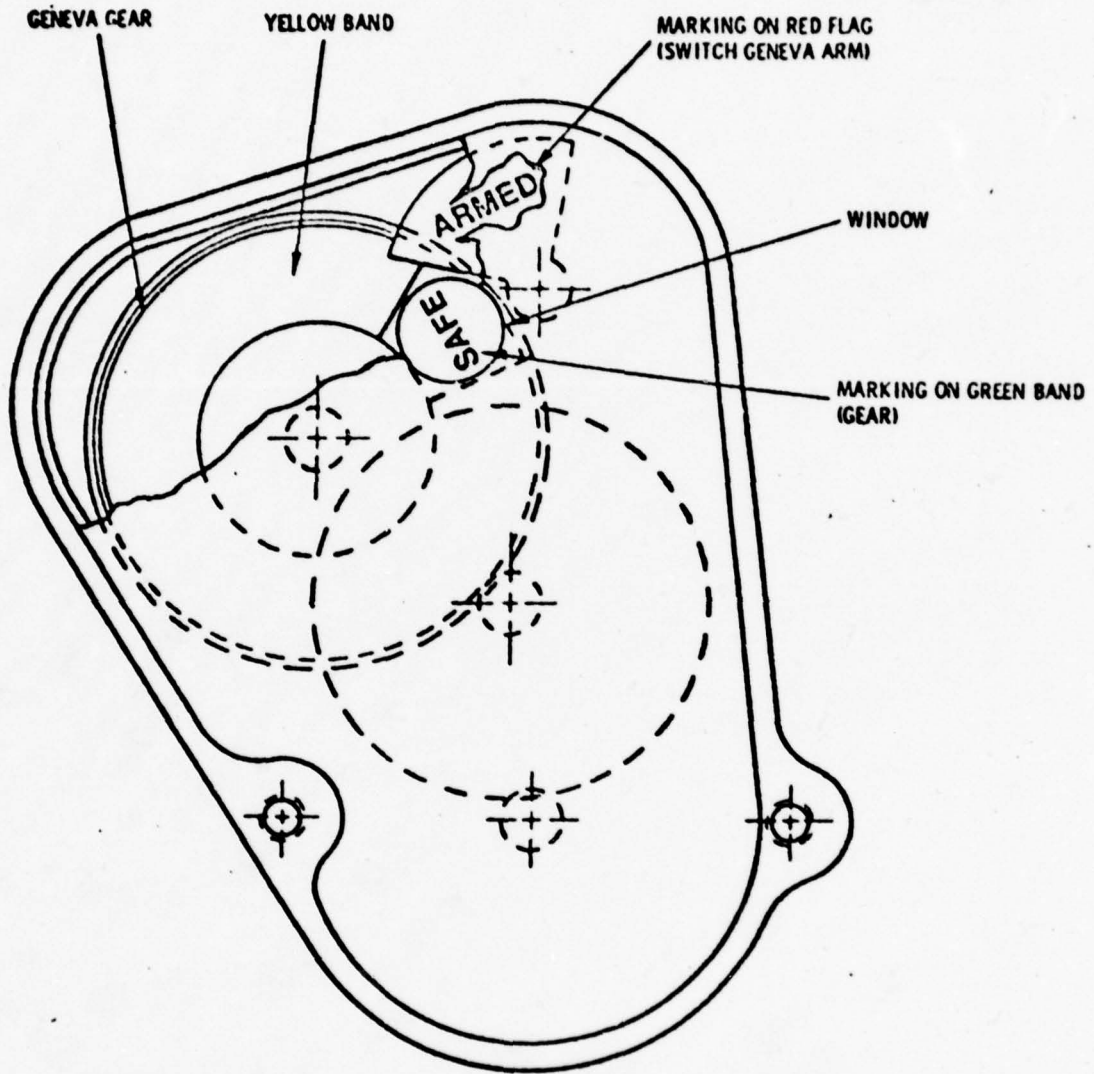 GENEVA GEAR
YELLOW BAND
MARKING ON RED FLAG
(SWITCH GENEVA ARM)
ARMED
WINDOW
SAFE
MARKING ON GREEN BAND
(GEAR)